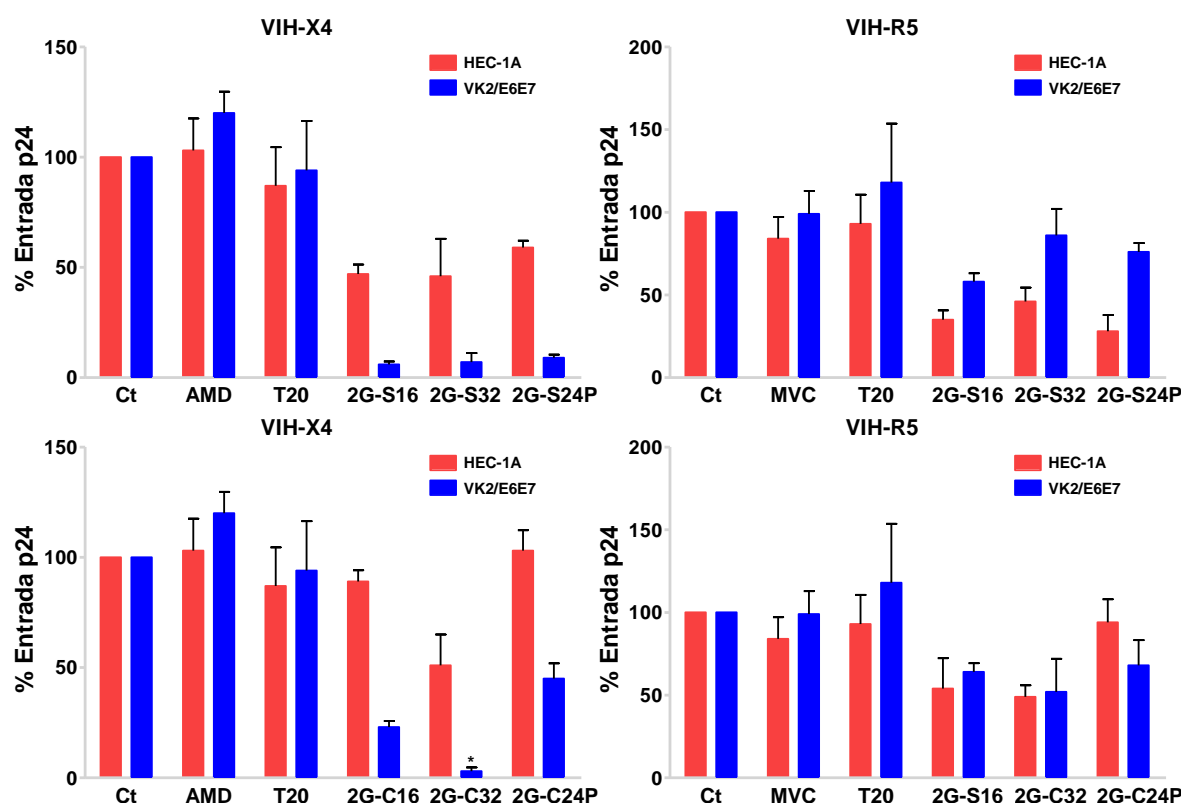 VIH-X4
% Entrada p24
150
100
50
0
HEC-1A
VK2/E6E7
Ct AMD T20 2G-S16 2G-S32 2G-S24P
VIH-R5
% Entrada p24
200
150
100
50
0
HEC-1A
VK2/E6E7
Ct MVC T20 2G-S16 2G-S32 2G-S24P
VIH-X4
% Entrada p24
150
100
50
0
HEC-1A
VK2/E6E7
*
Ct AMD T20 2G-C16 2G-C32 2G-C24P
VIH-R5
% Entrada p24
200
150
100
50
0
HEC-1A
VK2/E6E7
Ct MVC T20 2G-S16 2G-C32 2G-C24P